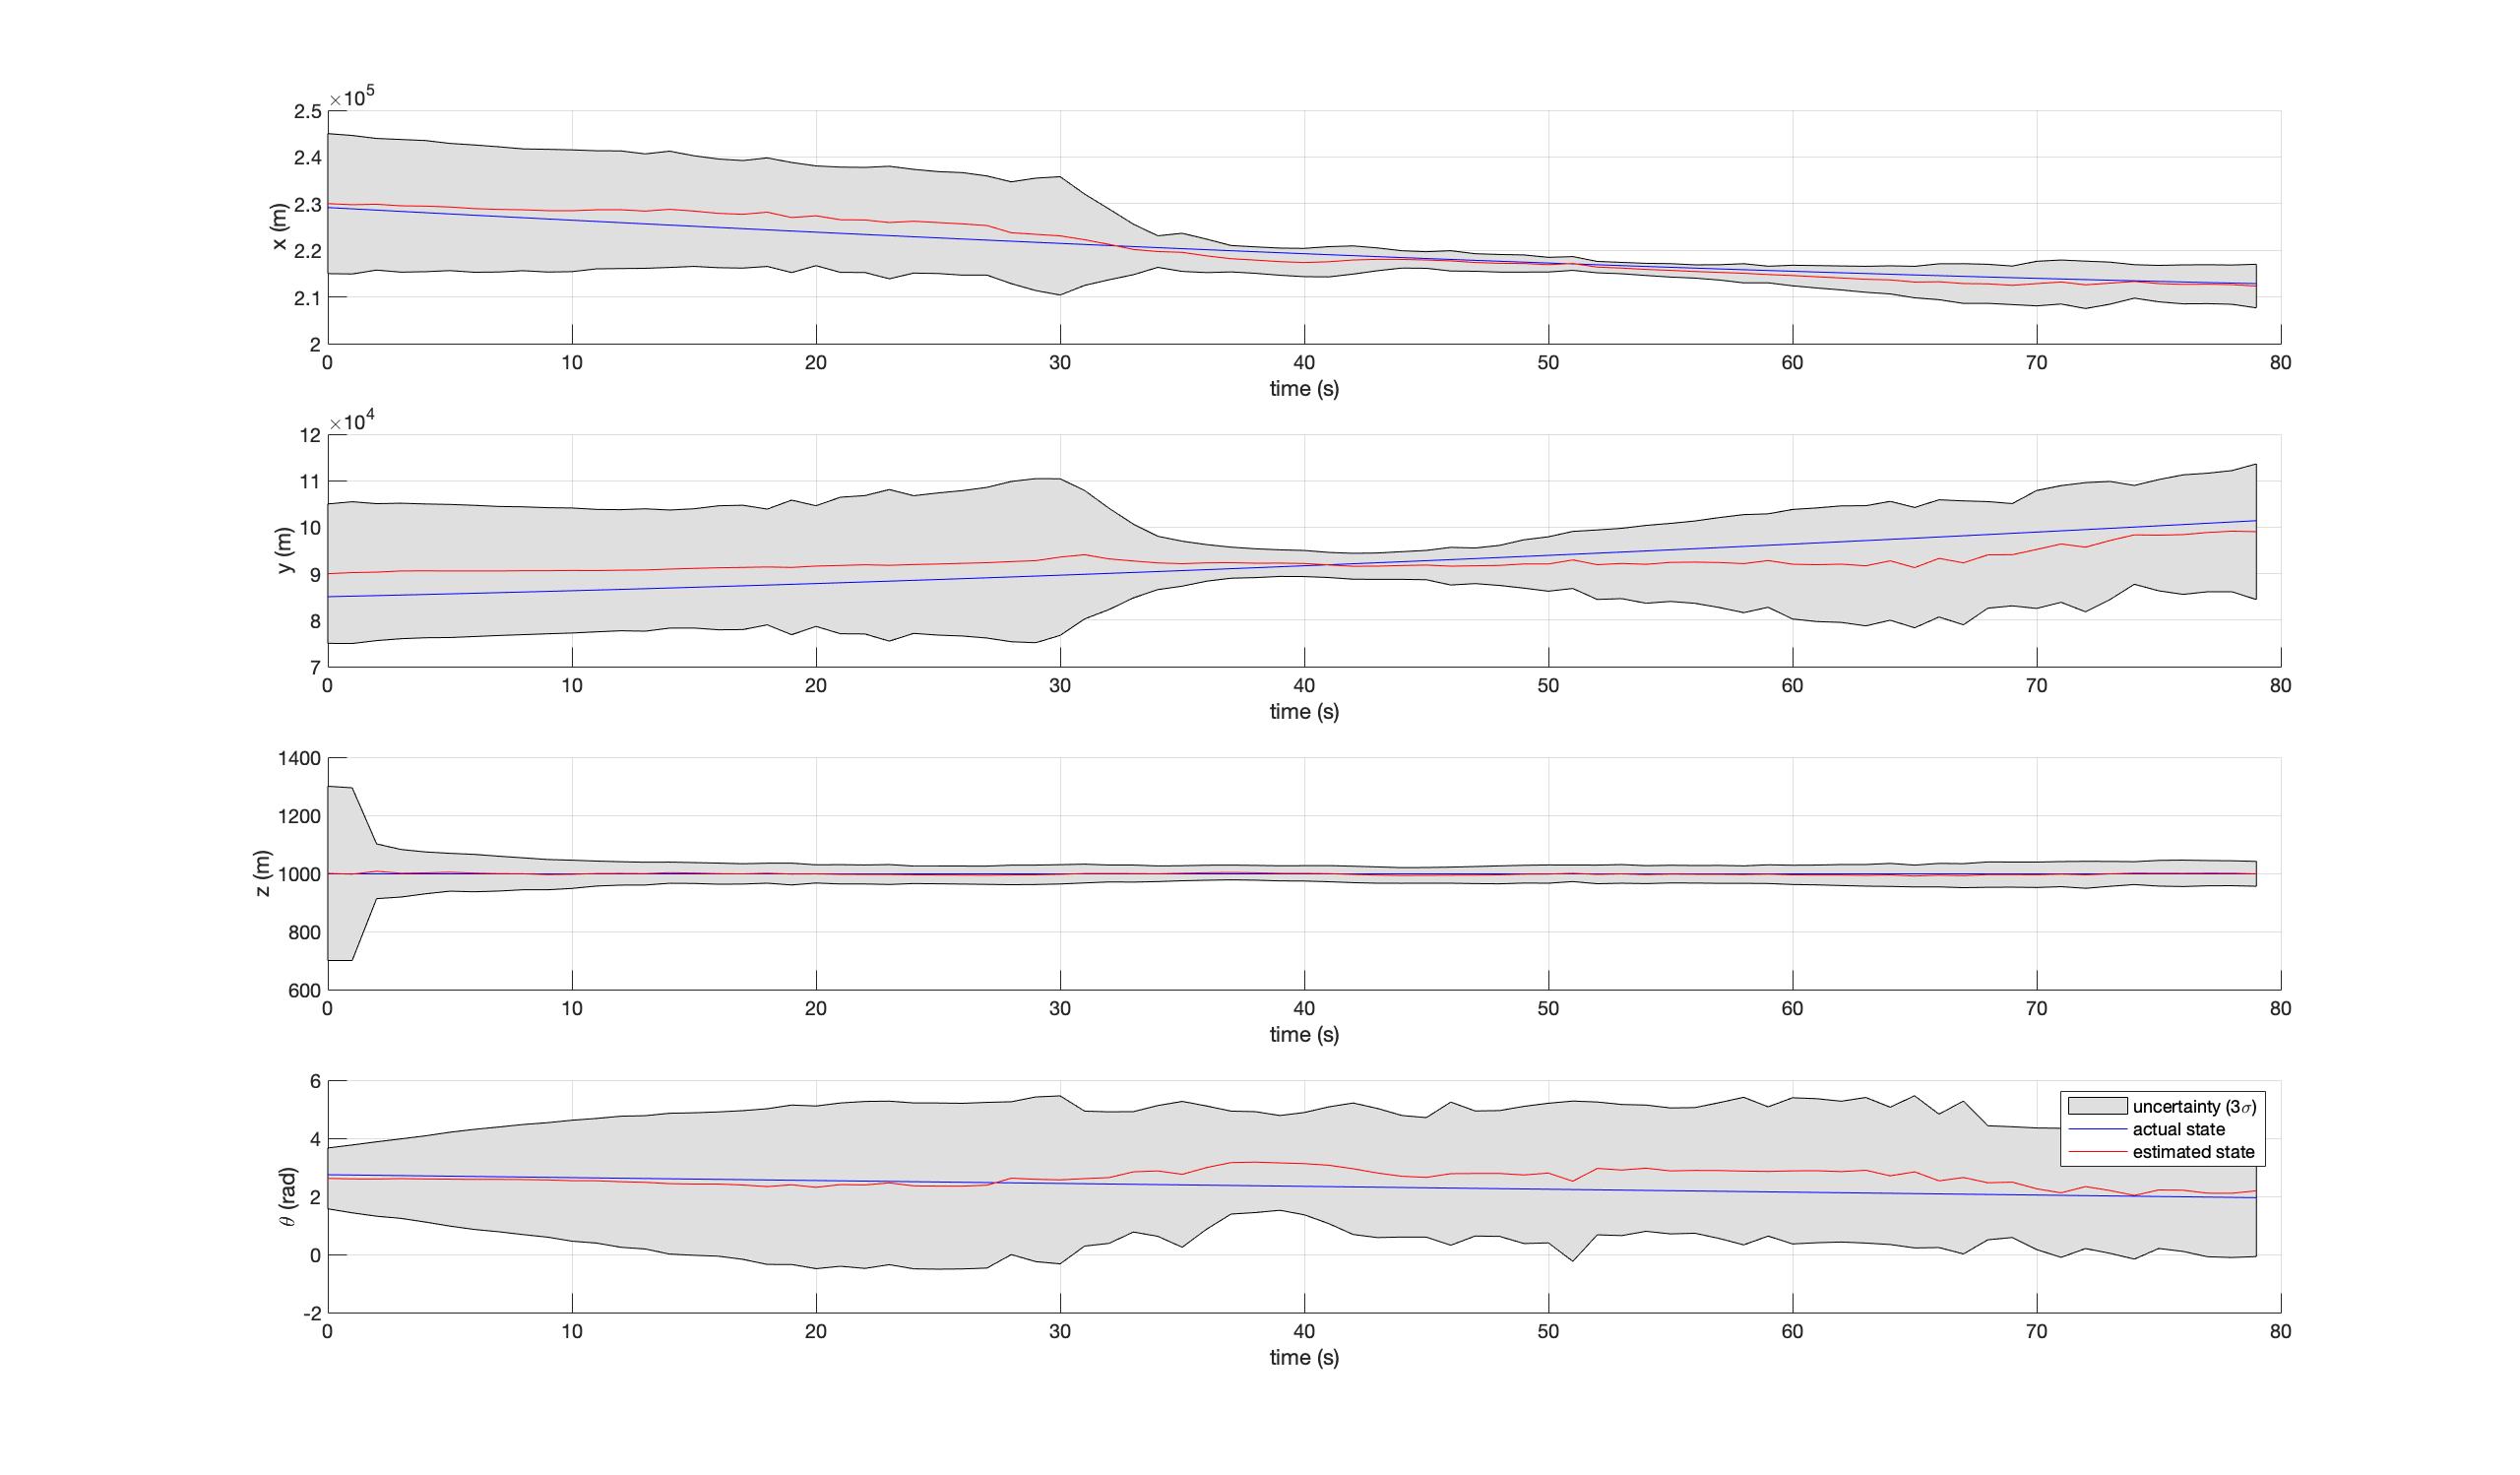 ×10^5
2.5
2.4
2.3
2.2
2.1
2
x (m)
0 10 20 30 40 50 60 70 80
time (s)
×10^4
12
11
10
9
8
7
y (m)
0 10 20 30 40 50 60 70 80
time (s)
1400
1200
1000
800
600
z (m)
0 10 20 30 40 50 60 70 80
time (s)
6
4
2
0
-2
θ (rad)
uncertainty (3σ)
actual state
estimated state
0 10 20 30 40 50 60 70 80
time (s)